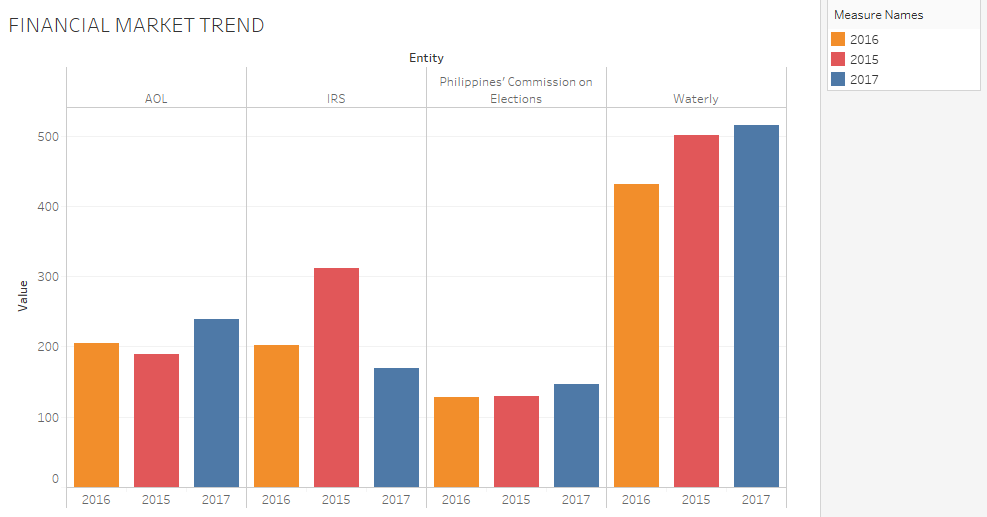 FINANCIAL MARKET TREND
Entity
AOL
IRS
Philippines’ Commission on
Elections
Waterly
Value
500
400
300
200
100
0
2016 2015 2017 2016 2015 2017 2016 2015 2017 2016 2015 2017
Measure Names
2016
2015
2017